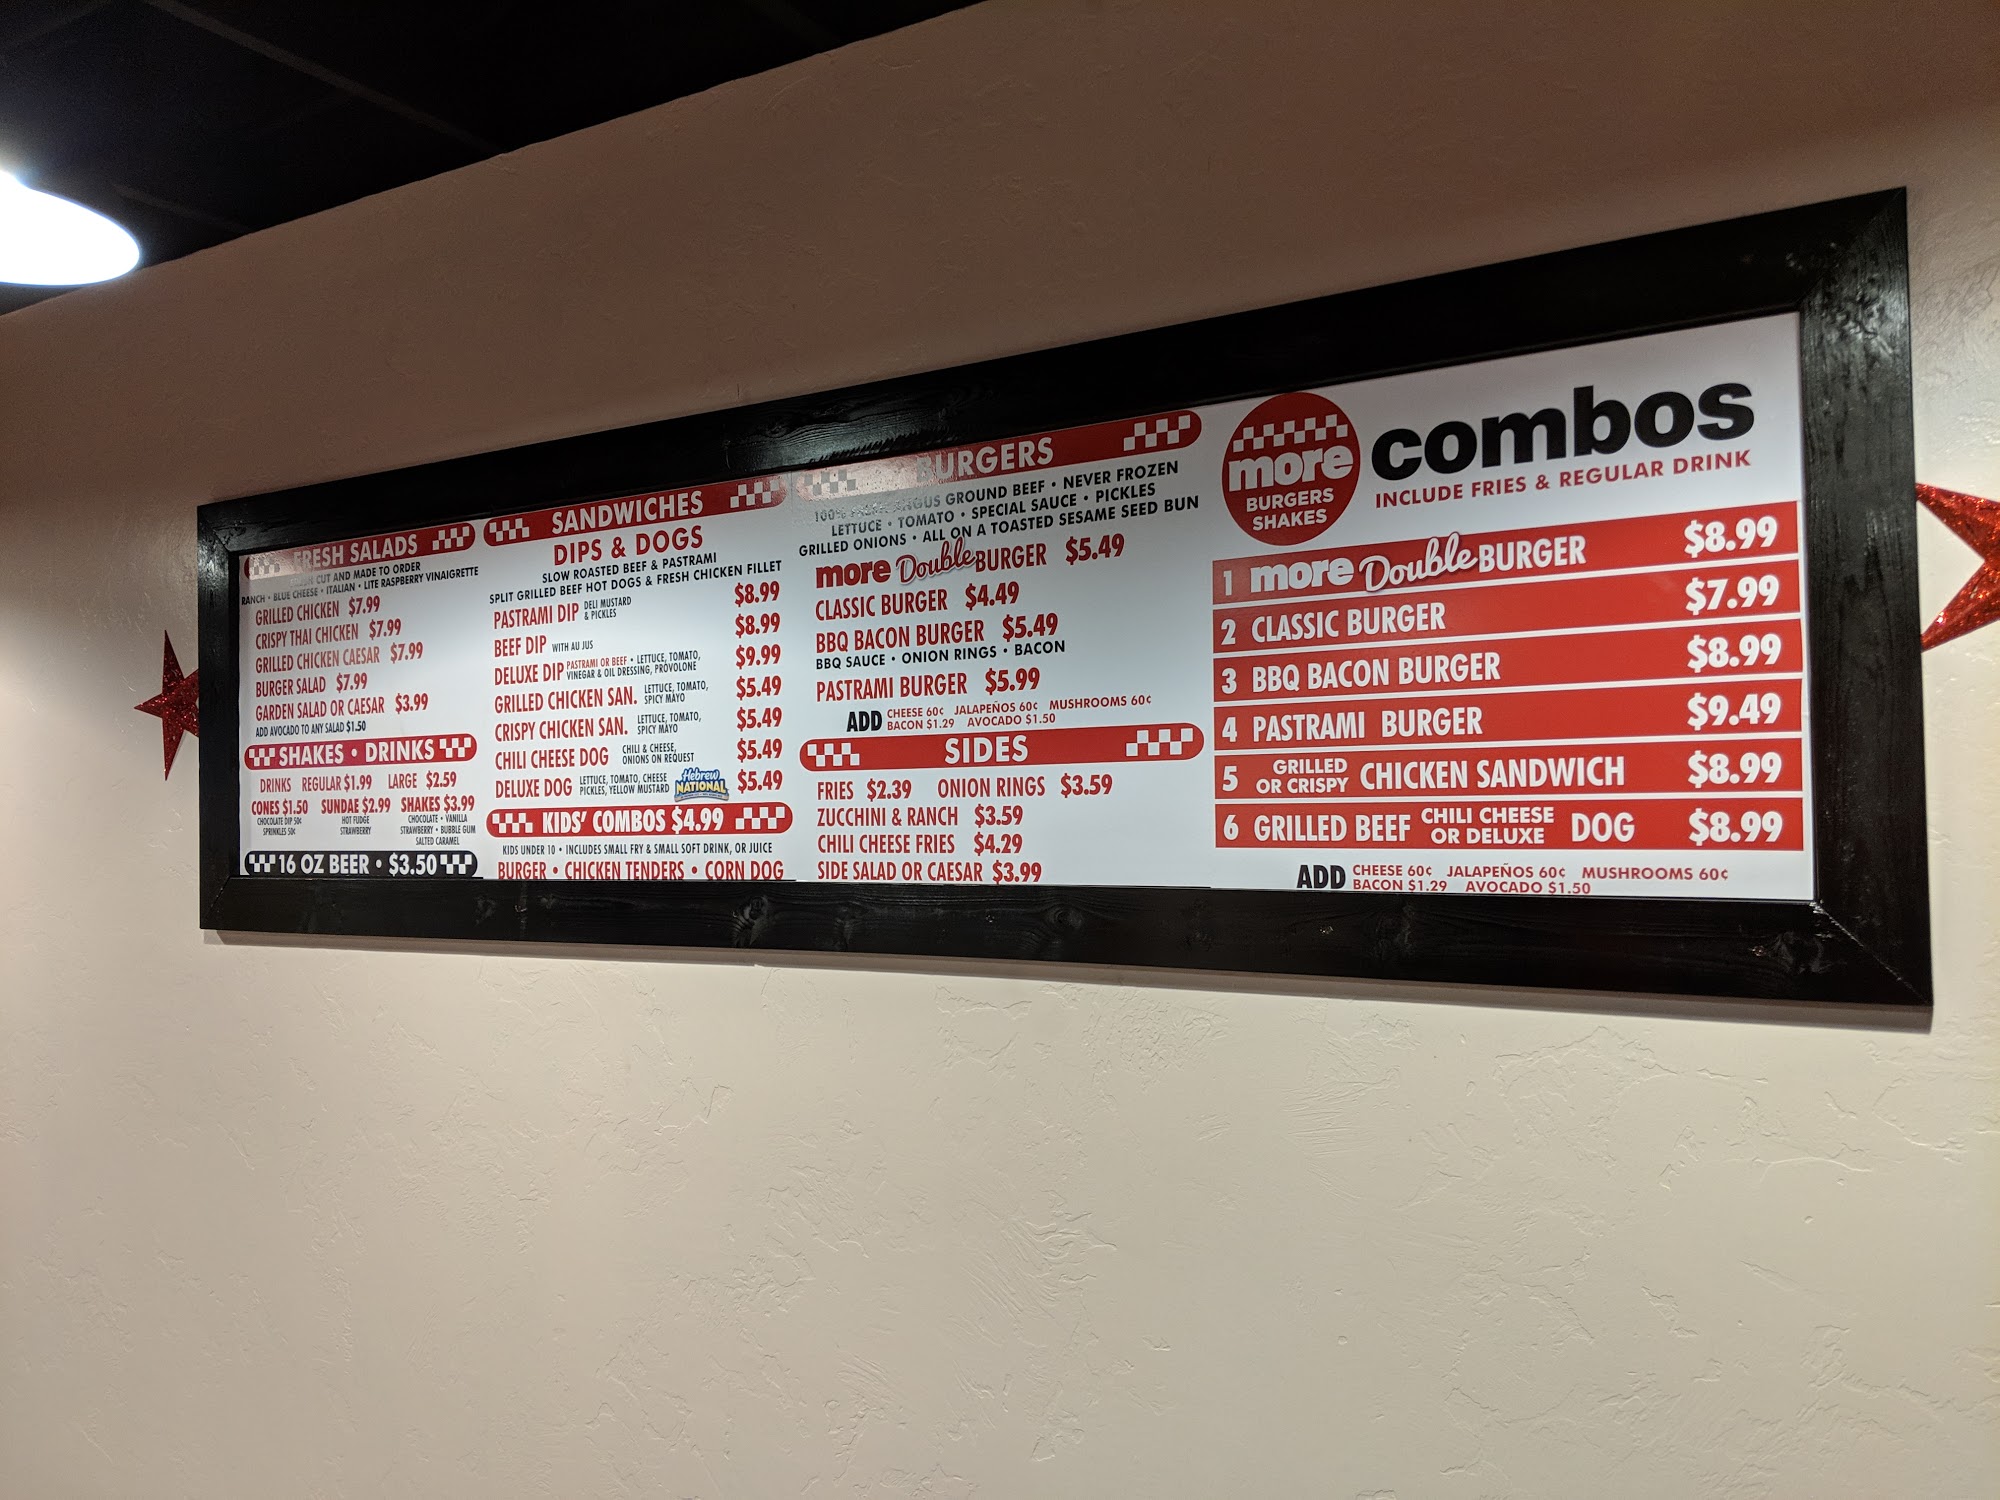 FRESH SALADS
FRESH CUT AND MADE TO ORDER
RANCH • BLUE CHEESE • ITALIAN • LITE RASPBERRY VINAIGRETTE
GRILLED CHICKEN $7.99
CRISPY THAI CHICKEN $7.99
GRILLED CHICKEN CAESAR $7.99
BURGER SALAD $7.99
GARDEN SALAD OR CAESAR $3.99
ADD AVOCADO TO ANY SALAD $1.50
SHAKES • DRINKS
DRINKS REGULAR $1.99 LARGE $2.59
CONES $1.50
CHOCOLATE DIP 50¢
SPRINKLES 50¢
SUNDAE $2.99
HOT FUDGE
STRAWBERRY
SHAKES $3.99
CHOCOLATE • VANILLA
STRAWBERRY • BUBBLE GUM
SALTED CARAMEL
16 OZ BEER • $3.50
SANDWICHES
DIPS & DOGS
SLOW ROASTED BEEF & PASTRAMI
SPLIT GRILLED BEEF HOT DOGS & FRESH CHICKEN FILLET
PASTRAMI DIP DELI MUSTARD & PICKLES $8.99
BEEF DIP WITH AU JUS $8.99
DELUXE DIP PASTRAMI OR BEEF • LETTUCE, TOMATO, VINEGAR & OIL DRESSING, PROVOLONE $9.99
GRILLED CHICKEN SAN. LETTUCE, TOMATO, SPICY MAYO $5.49
CRISPY CHICKEN SAN. LETTUCE, TOMATO, SPICY MAYO $5.49
CHILI CHEESE DOG CHILI & CHEESE, ONIONS ON REQUEST $5.49
DELUXE DOG LETTUCE, TOMATO, CHEESE PICKLES, YELLOW MUSTARD Hebrew NATIONAL $5.49
KIDS' COMBOS $4.99
KIDS UNDER 10 • INCLUDES SMALL FRY & SMALL SOFT DRINK, OR JUICE
BURGER • CHICKEN TENDERS • CORN DOG
BURGERS
100% ANGUS GROUND BEEF • NEVER FROZEN
LETTUCE • TOMATO • SPECIAL SAUCE • PICKLES
GRILLED ONIONS • ALL ON A TOASTED SESAME SEED BUN
more Double BURGER $5.49
CLASSIC BURGER $4.49
BBQ BACON BURGER $5.49
BBQ SAUCE • ONION RINGS • BACON
PASTRAMI BURGER $5.99
ADD CHEESE 60¢ JALAPEÑOS 60¢ MUSHROOMS 60¢
BACON $1.29 AVOCADO $1.50
SIDES
FRIES $2.39 ONION RINGS $3.59
ZUCCHINI & RANCH $3.59
CHILI CHEESE FRIES $4.29
SIDE SALAD OR CAESAR $3.99
more
BURGERS
SHAKES
combos
INCLUDE FRIES & REGULAR DRINK
1 more Double BURGER $8.99
2 CLASSIC BURGER $7.99
3 BBQ BACON BURGER $8.99
4 PASTRAMI BURGER $9.49
5 GRILLED OR CRISPY CHICKEN SANDWICH $8.99
6 GRILLED BEEF CHILI CHEESE OR DELUXE DOG $8.99
ADD CHEESE 60¢ JALAPEÑOS 60¢ MUSHROOMS 60¢
BACON $1.29 AVOCADO $1.50